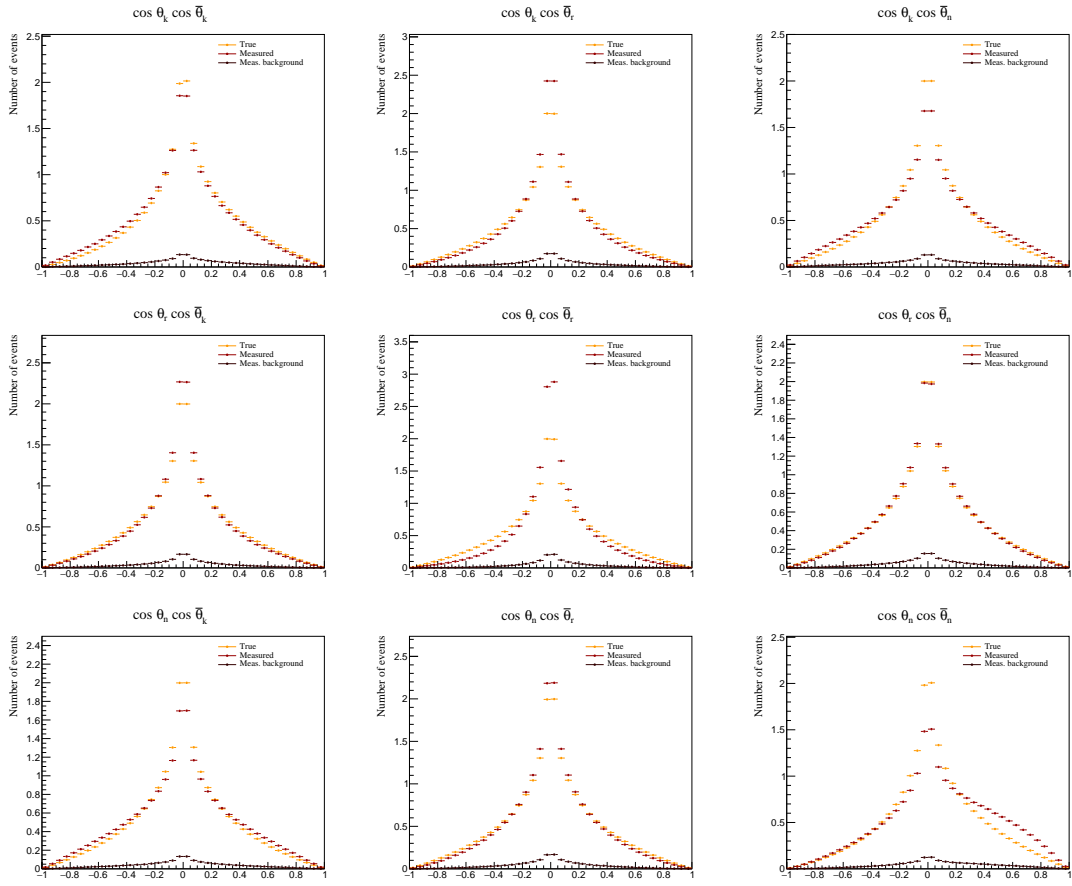 cos θk cos θ̅k
Number of events
True
Measured
Meas. background
2.5
2
1.5
1
0.5
0
−1 −0.8 −0.6 −0.4 −0.2 0 0.2 0.4 0.6 0.8 1
cos θk cos θ̅r
Number of events
True
Measured
Meas. background
3
2.5
2
1.5
1
0.5
0
−1 −0.8 −0.6 −0.4 −0.2 0 0.2 0.4 0.6 0.8 1
cos θk cos θ̅n
Number of events
True
Measured
Meas. background
2.5
2
1.5
1
0.5
0
−1 −0.8 −0.6 −0.4 −0.2 0 0.2 0.4 0.6 0.8 1
cos θr cos θ̅k
Number of events
True
Measured
Meas. background
2.5
2
1.5
1
0.5
0
−1 −0.8 −0.6 −0.4 −0.2 0 0.2 0.4 0.6 0.8 1
cos θr cos θ̅r
Number of events
True
Measured
Meas. background
3.5
3
2.5
2
1.5
1
0.5
0
−1 −0.8 −0.6 −0.4 −0.2 0 0.2 0.4 0.6 0.8 1
cos θr cos θ̅n
Number of events
True
Measured
Meas. background
2.4
2.2
2
1.8
1.6
1.4
1.2
1
0.8
0.6
0.4
0.2
0
−1 −0.8 −0.6 −0.4 −0.2 0 0.2 0.4 0.6 0.8 1
cos θn cos θ̅k
Number of events
True
Measured
Meas. background
2.4
2.2
2
1.8
1.6
1.4
1.2
1
0.8
0.6
0.4
0.2
0
−1 −0.8 −0.6 −0.4 −0.2 0 0.2 0.4 0.6 0.8 1
cos θn cos θ̅r
Number of events
True
Measured
Meas. background
2.5
2
1.5
1
0.5
0
−1 −0.8 −0.6 −0.4 −0.2 0 0.2 0.4 0.6 0.8 1
cos θn cos θ̅n
Number of events
True
Measured
Meas. background
2.5
2
1.5
1
0.5
0
−1 −0.8 −0.6 −0.4 −0.2 0 0.2 0.4 0.6 0.8 1